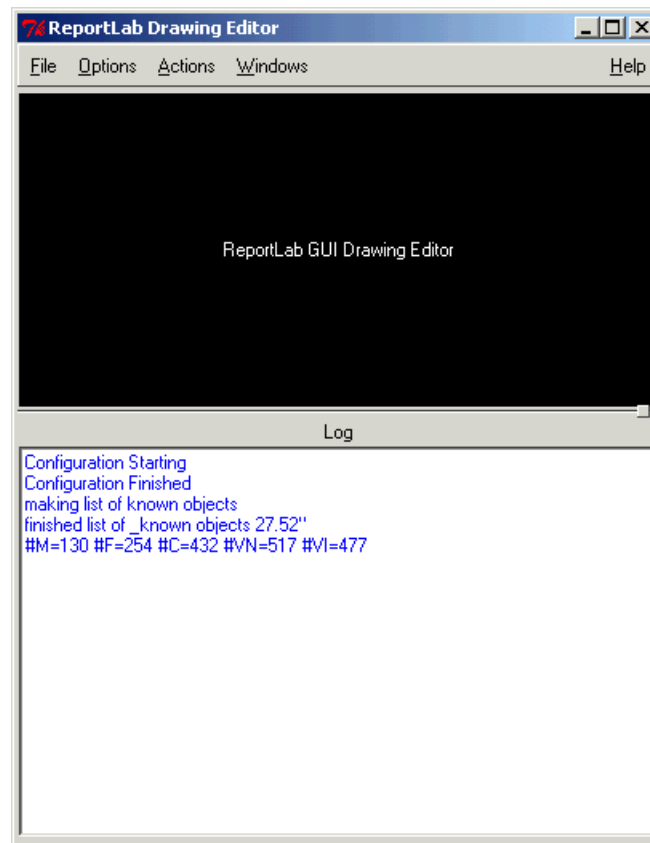 ReportLab Drawing Editor
File Options Actions Windows Help
ReportLab GUI Drawing Editor
Log
Configuration Starting
Configuration Finished
making list of known objects
finished list of _known objects 27.52"
#M=130 #F=254 #C=432 #VN=517 #VI=477